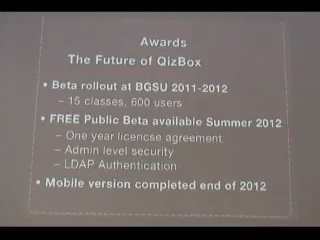 Awards
The Future of QizBox
• Beta rollout at BGSU 2011-2012
– 15 classes, 600 users
• FREE Public Beta available Summer 2012
– One year licencse agreement
– Admin level security
– LDAP Authentication
• Mobile version completed end of 2012